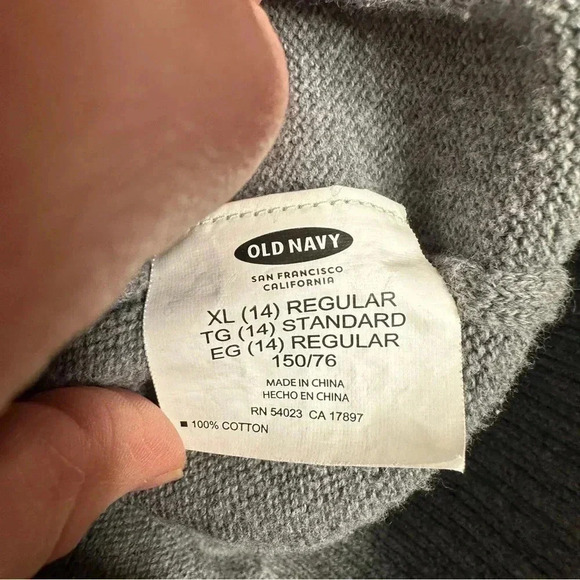 OLD NAVY
SAN FRANCISCO
CALIFORNIA
XL (14) REGULAR
TG (14) STANDARD
EG (14) REGULAR
150/76
MADE IN CHINA
HECHO EN CHINA
RN 54023 CA 17897
■ 100% COTTON